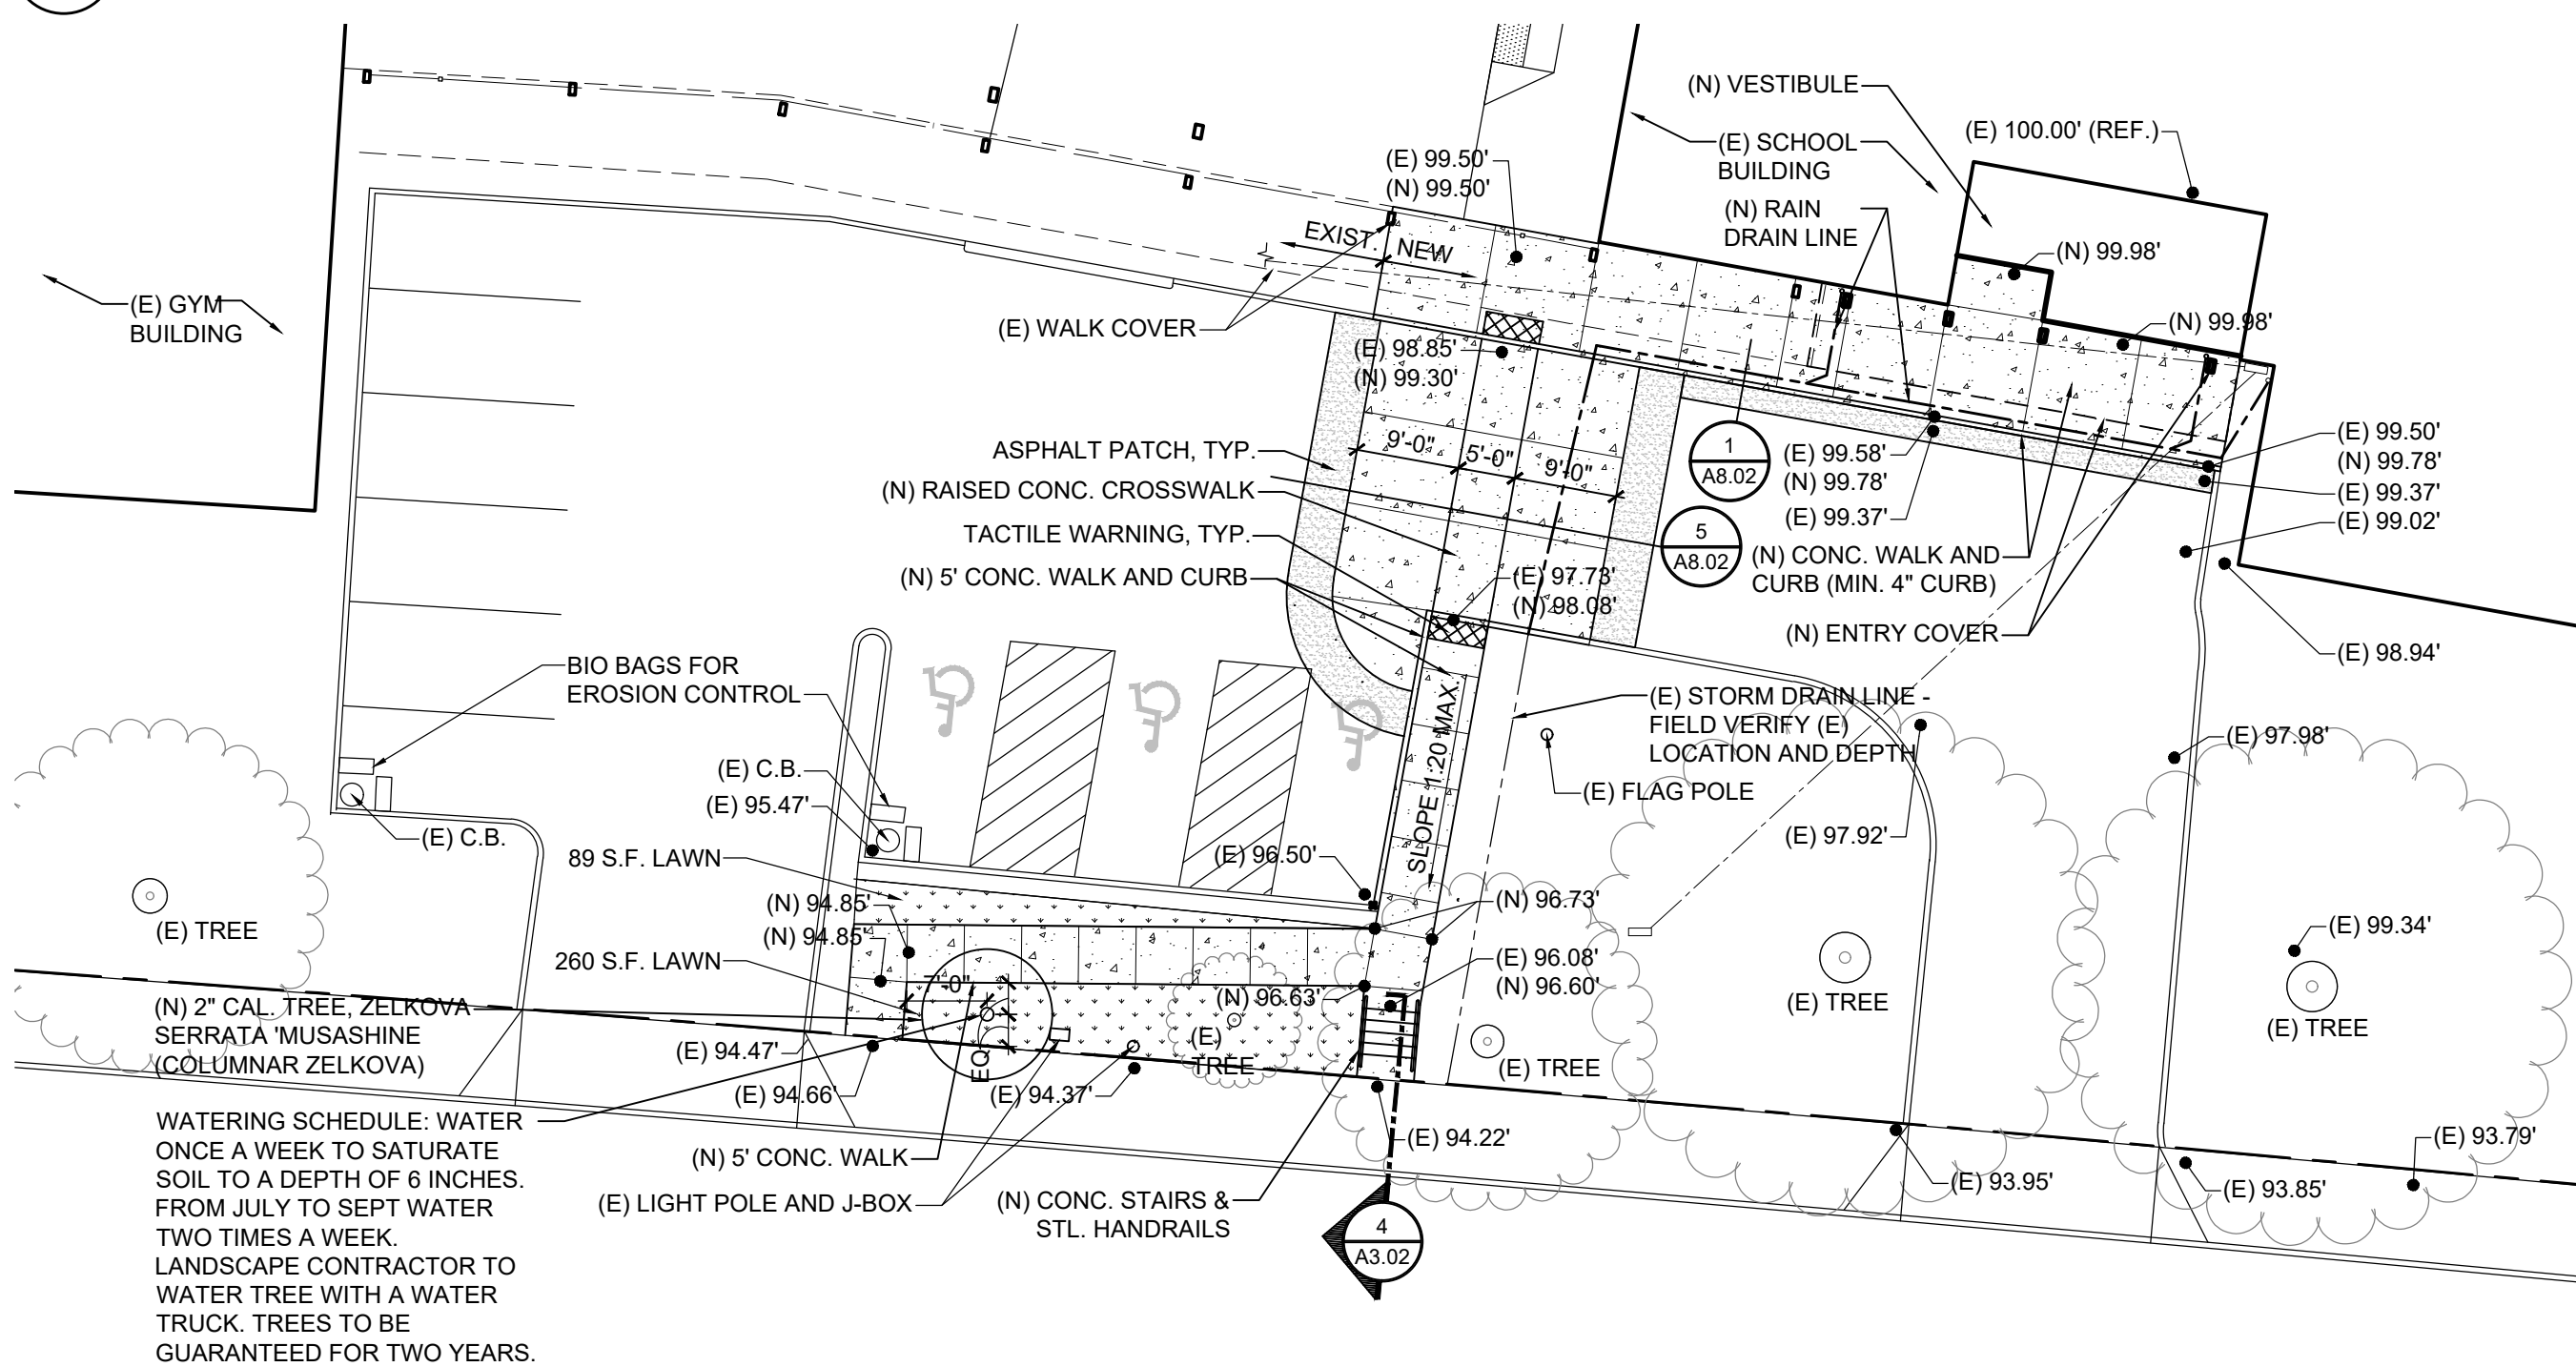 (N) VESTIBULE
(E) 100.00' (REF.)
(E) SCHOOL
BUILDING
(E) 99.50'
(N) 99.50'
(N) RAIN
DRAIN LINE
EXIST.
NEW
(N) 99.98'
(E) GYM
BUILDING
(E) WALK COVER
(N) 99.98'
(E) 98.85'
(N) 99.30'
ASPHALT PATCH, TYP.
9'-0"
5'-0"
9'-0"
1
A8.02
(E) 99.58'
(N) 99.78'
(E) 99.37'
(E) 99.50'
(N) 99.78'
(E) 99.37'
(E) 99.02'
(N) RAISED CONC. CROSSWALK
TACTILE WARNING, TYP.
5
A8.02
(N) CONC. WALK AND
CURB (MIN. 4" CURB)
(N) 5' CONC. WALK AND CURB
(E) 97.73'
(N) 98.08'
(N) ENTRY COVER
(E) 98.94'
BIO BAGS FOR
EROSION CONTROL
SLOPE 1:20 MAX.
(E) STORM DRAIN LINE -
FIELD VERIFY (E)
LOCATION AND DEPTH
(E) 97.98'
(E) C.B.
(E) FLAG POLE
(E) 95.47'
(E) C.B.
(E) 97.92'
89 S.F. LAWN
(E) 96.50'
(N) 94.85'
(N) 96.73'
(E) TREE
(N) 94.85'
(E) 99.34'
260 S.F. LAWN
(E) 96.08'
(N) 96.60'
7'-0"
(N) 96.63'
(E) TREE
(E) TREE
(N) 2" CAL. TREE, ZELKOVA
SERRATA 'MUSASHINE
(COLUMNAR ZELKOVA)
(E) 94.47'
EQ
(E)
TREE
(E) TREE
(E) 94.66'
(E) 94.37'
WATERING SCHEDULE: WATER
ONCE A WEEK TO SATURATE
SOIL TO A DEPTH OF 6 INCHES.
FROM JULY TO SEPT WATER
TWO TIMES A WEEK.
LANDSCAPE CONTRACTOR TO
WATER TREE WITH A WATER
TRUCK. TREES TO BE
GUARANTEED FOR TWO YEARS.
(N) 5' CONC. WALK
(E) 94.22'
(E) 93.79'
(E) LIGHT POLE AND J-BOX
(N) CONC. STAIRS &
STL. HANDRAILS
(E) 93.95'
(E) 93.85'
4
A3.02